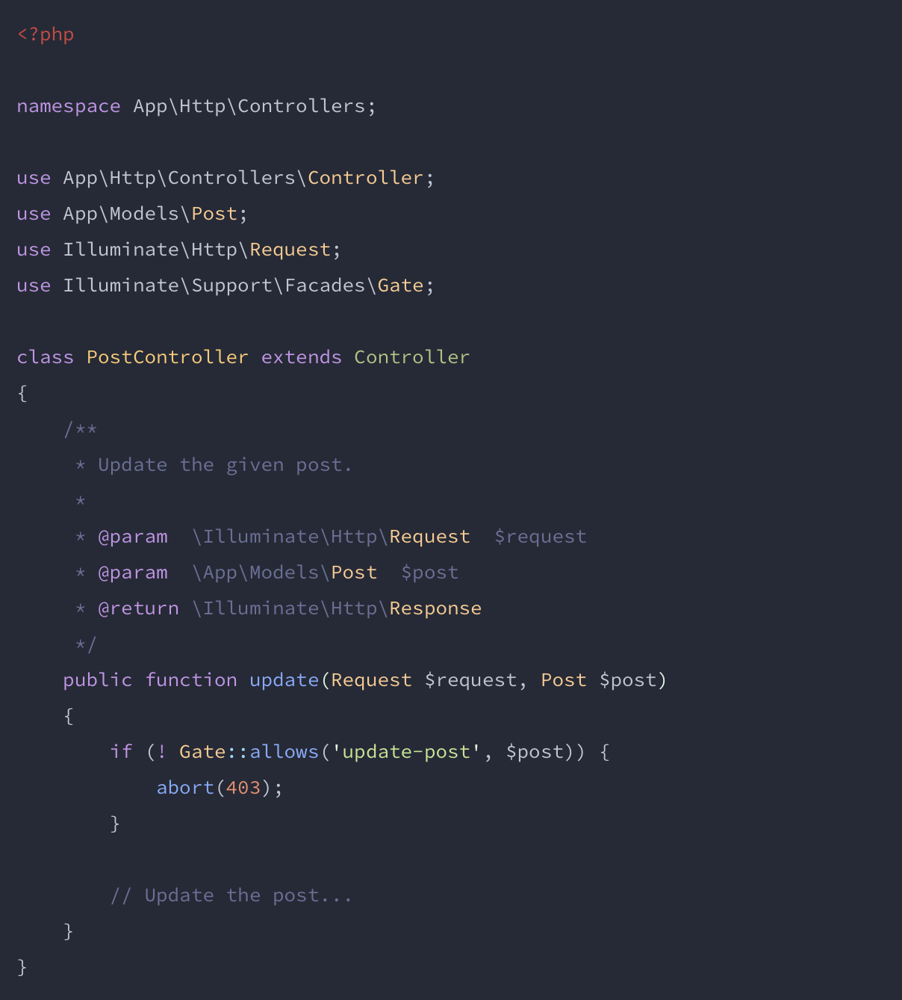 <?php
namespace App\Http\Controllers;
use App\Http\Controllers\Controller;
use App\Models\Post;
use Illuminate\Http\Request;
use Illuminate\Support\Facades\Gate;
class PostController extends Controller
{
    /**
     * Update the given post.
     *
     * @param  \Illuminate\Http\Request  $request
     * @param  \App\Models\Post  $post
     * @return \Illuminate\Http\Response
     */
    public function update(Request $request, Post $post)
    {
        if (! Gate::allows('update-post', $post)) {
            abort(403);
        }
        // Update the post...
    }
}